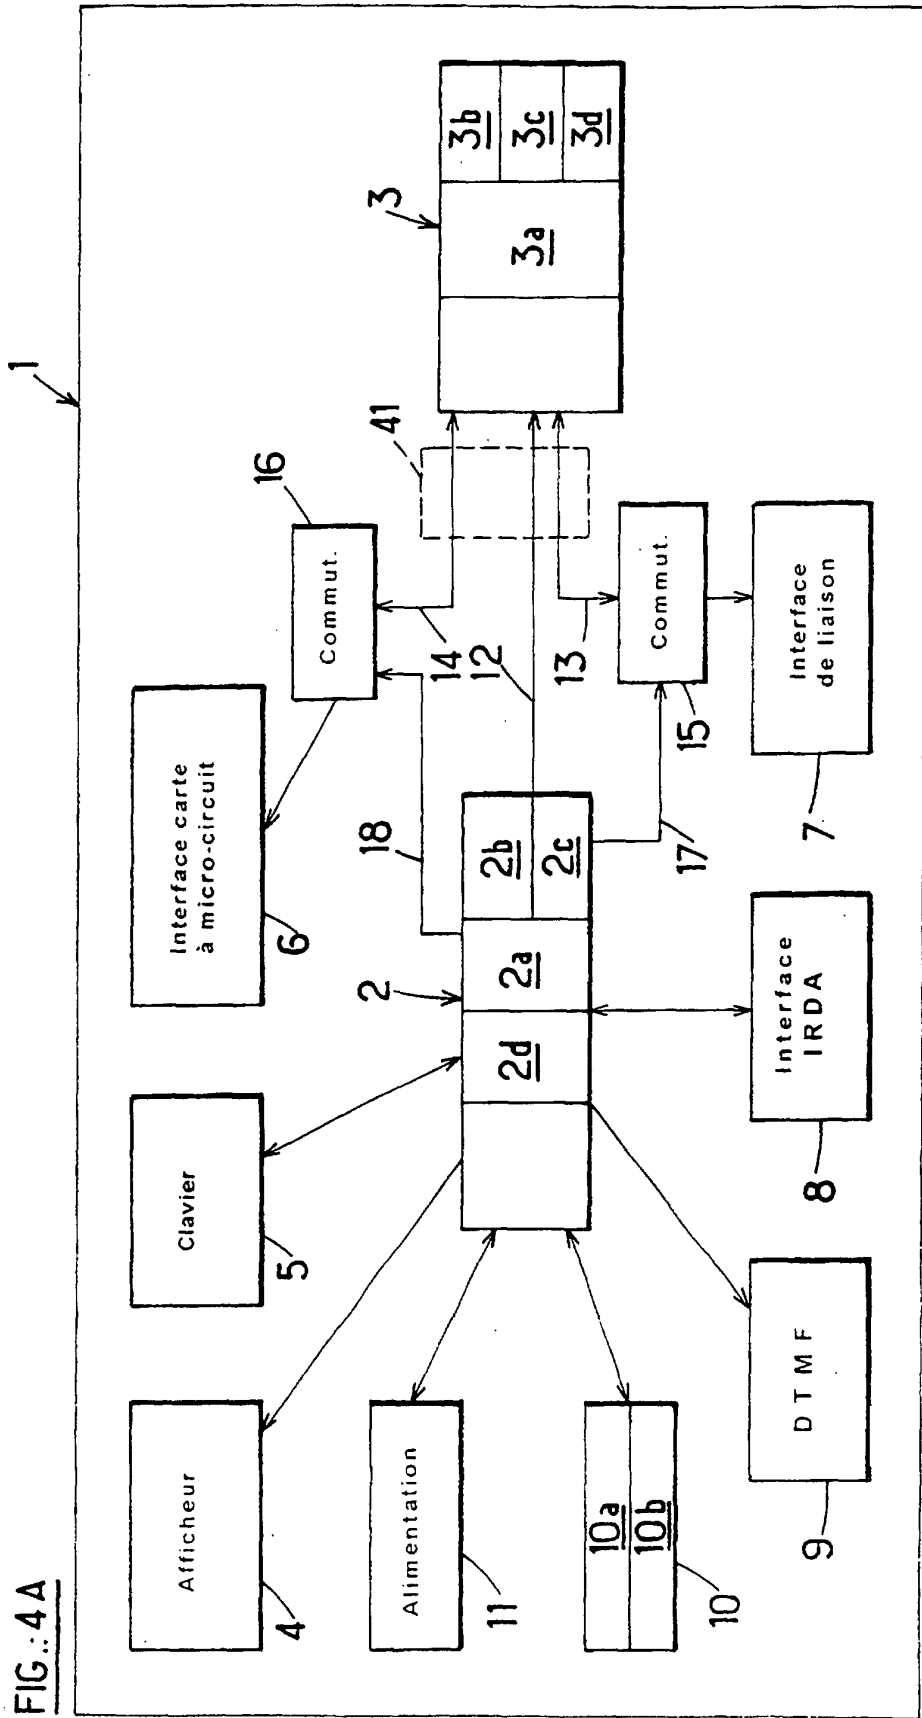 FIG.:4A
1
Afficheur
4
Clavier
5
Interface carte
à micro-circuit
6
Commut.
16
Alimentation
11
10a
10b
10
2
2d
2a
2b
2c
18
14
12
13
17
41
3
3a
3b
3c
3d
Commut.
15
DTMF
9
Interface
IRDA
8
Interface
de liaison
7